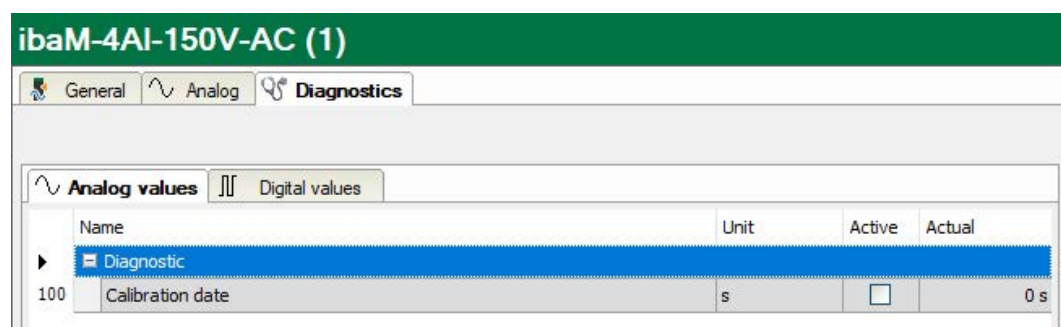 ibaM-4AI-150V-AC (1)
General Analog Diagnostics
Analog values Digital values
Name Unit Active Actual
Diagnostic
100 Calibration date s 0 s